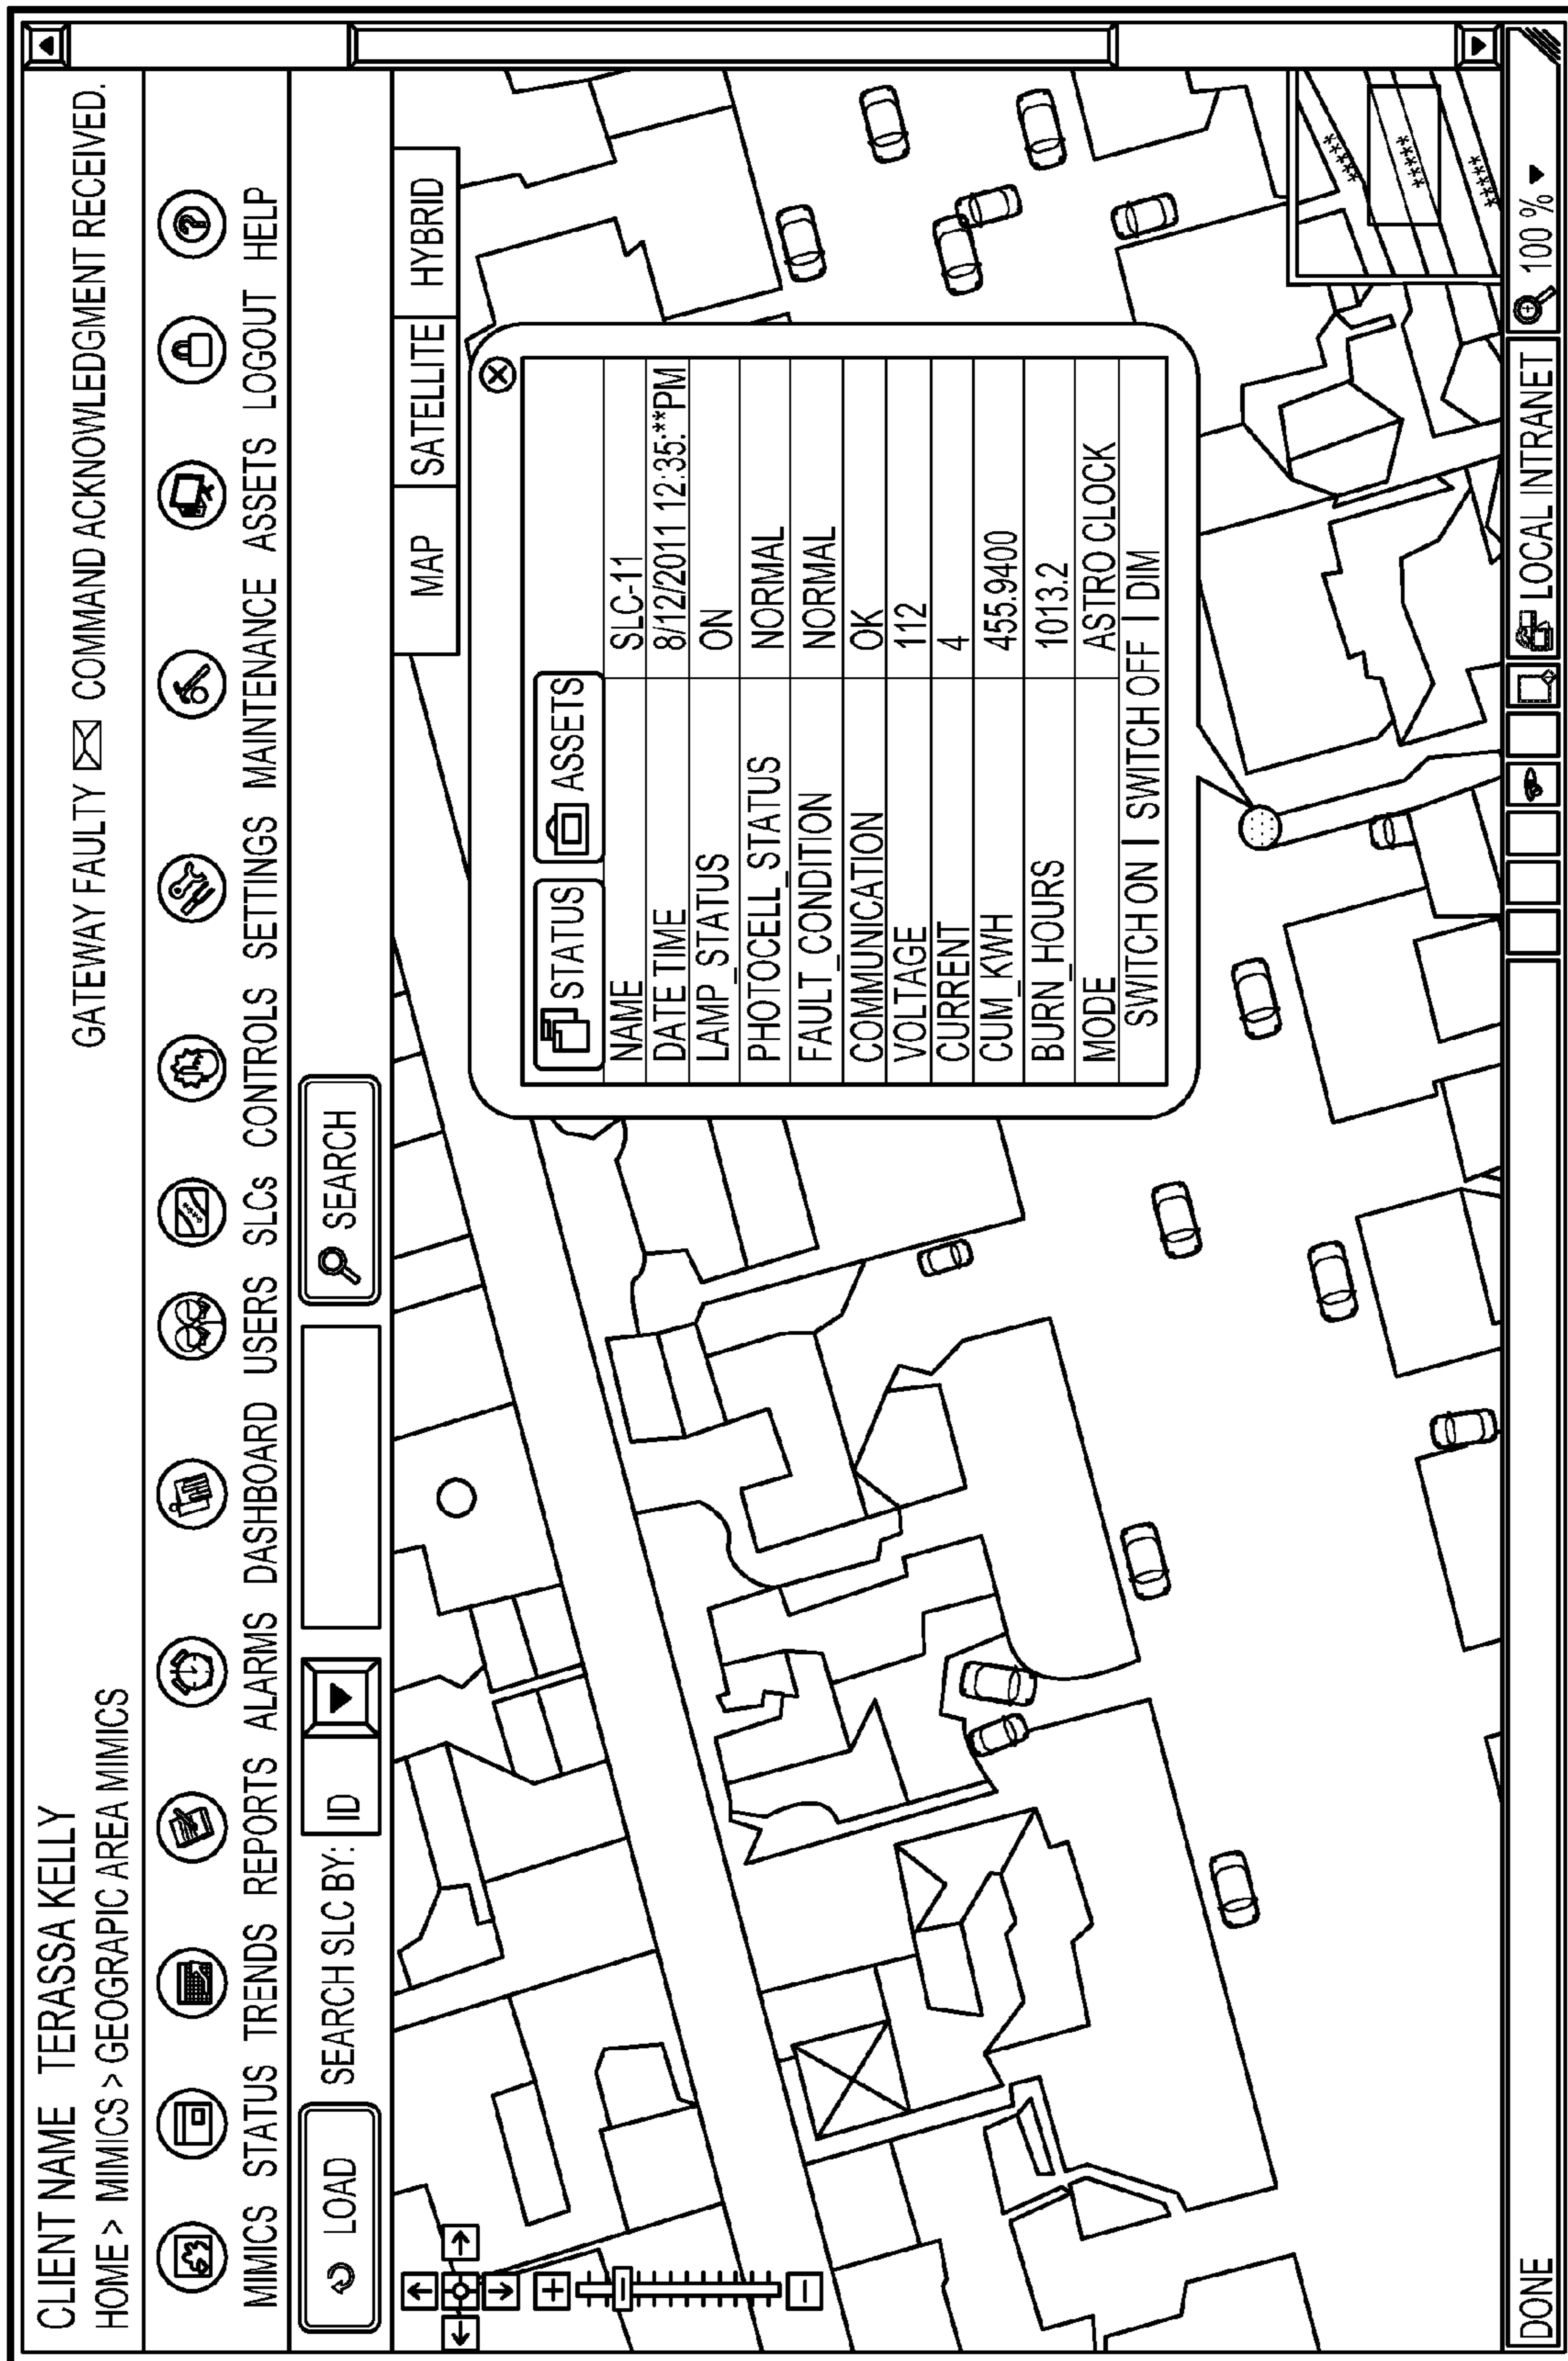 CLIENT NAME TERASSA KELLY
GATEWAY FAULTY COMMAND ACKNOWLEDGMENT RECEIVED.
HOME > MIMICS > GEOGRAPIC AREA MIMICS
MIMICS STATUS TRENDS REPORTS ALARMS DASHBOARD USERS SLCs CONTROLS SETTINGS MAINTENANCE ASSETS LOGOUT HELP
LOAD SEARCH SLC BY: ID SEARCH
MAP SATELLITE HYBRID
STATUS ASSETS
NAME SLC-11
DATE TIME 8/12/2011 12:35:**PM
LAMP_STATUS ON
PHOTOCELL_STATUS NORMAL
FAULT_CONDITION NORMAL
COMMUNICATION OK
VOLTAGE 112
CURRENT 4
CUM_KWH 455.9400
BURN_HOURS 1013.2
MODE ASTRO CLOCK
SWITCH ON | SWITCH OFF | DIM
****
****
****
DONE LOCAL INTRANET 100 %